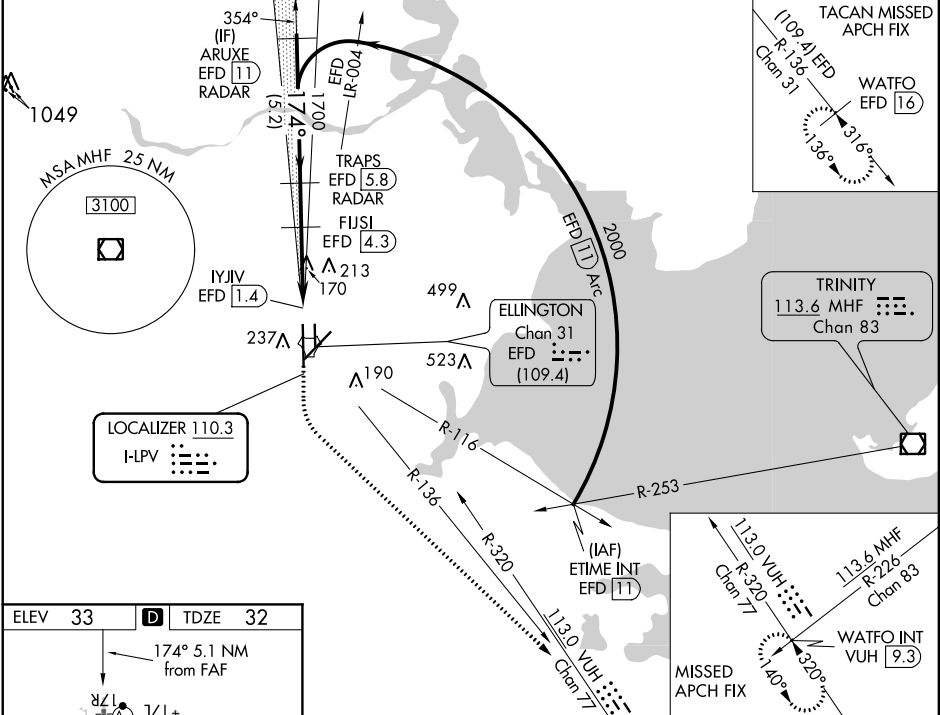 354°
(IF)
ARUXE
EFD 11
RADAR
1049
174°
(5.2)
1700
EFD
LR-004
TRAPS
EFD 5.8
RADAR
FIJSI
EFD 4.3
213
170
IYJIV
EFD 1.4
237
MSA MHF 25 NM
3100
499
523
190
ELLINGTON
Chan 31
EFD
(109.4)
EFD 11 Arc
2000
TACAN MISSED
APCH FIX
(109.4) EFD
R-136
Chan 31
WATFO
EFD 16
136°
316°
TRINITY
113.6 MHF
Chan 83
LOCALIZER 110.3
I-LPV
R-116
R-136
R-253
R-320
(IAF)
ETIME INT
EFD 11
113.0 VUH
Chan 77
113.0 VUH
R-320
Chan 77
113.6 MHF
R-226
Chan 83
WATFO INT
VUH 9.3
140°
320°
MISSED
APCH FIX
ELEV 33 D TDZE 32
174° 5.1 NM
from FAF
17R
17L